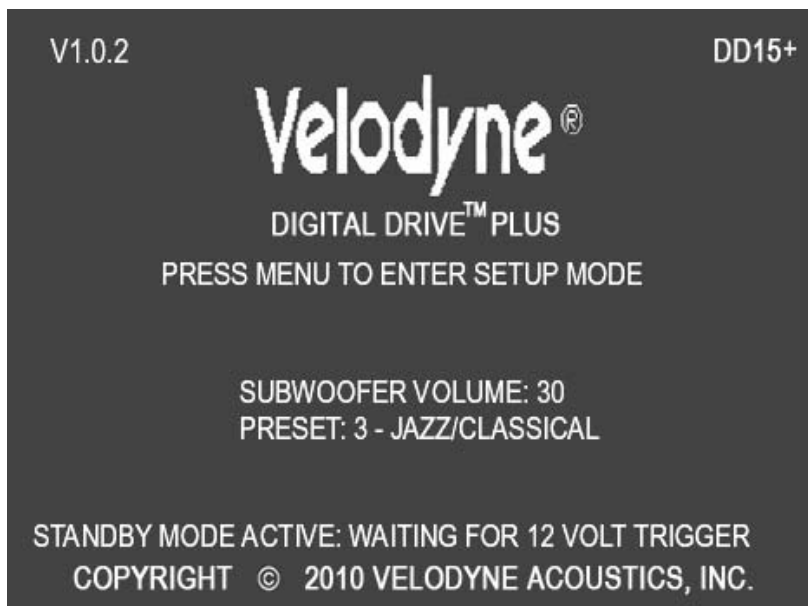 V1.0.2 DD15+
Velodyne®
DIGITAL DRIVE™ PLUS
PRESS MENU TO ENTER SETUP MODE
SUBWOOFER VOLUME: 30
PRESET: 3 - JAZZ/CLASSICAL
STANDBY MODE ACTIVE: WAITING FOR 12 VOLT TRIGGER
COPYRIGHT © 2010 VELODYNE ACOUSTICS, INC.